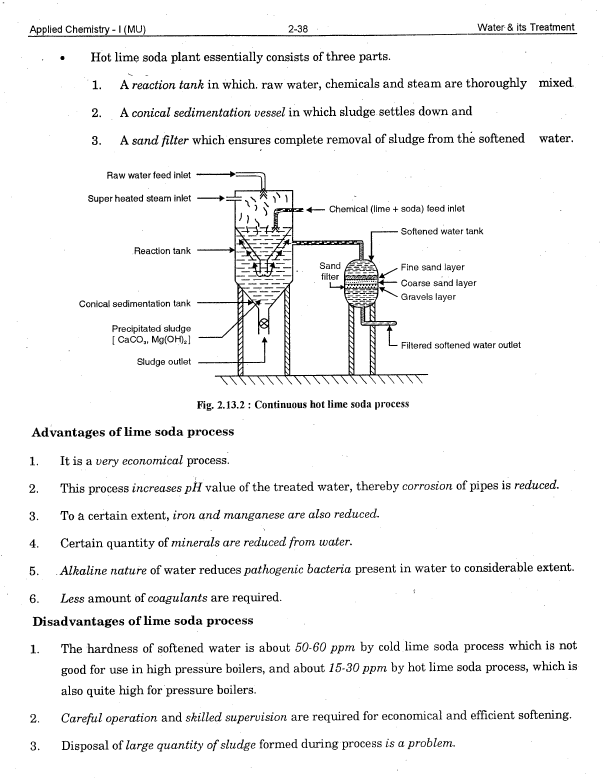 Applied Chemistry - I (MU) 2-38 Water & its Treatment
• Hot lime soda plant essentially consists of three parts.
1. A reaction tank in which. raw water, chemicals and steam are thoroughly mixed.
2. A conical sedimentation vessel in which sludge settles down and
3. A sand filter which ensures complete removal of sludge from the softened water.
Raw water feed inlet
Super heated steam inlet
Chemical (lime + soda) feed inlet
Softened water tank
Reaction tank
Sand
filter
Fine sand layer
Coarse sand layer
Gravels layer
Conical sedimentation tank
Precipitated sludge
[ CaCO₃, Mg(OH)₂]
Filtered softened water outlet
Sludge outlet
Fig. 2.13.2 : Continuous hot lime soda process
Advantages of lime soda process
1. It is a very economical process.
2. This process increases pH value of the treated water, thereby corrosion of pipes is reduced.
3. To a certain extent, iron and manganese are also reduced.
4. Certain quantity of minerals are reduced from water.
5. Alkaline nature of water reduces pathogenic bacteria present in water to considerable extent.
6. Less amount of coagulants are required.
Disadvantages of lime soda process
1. The hardness of softened water is about 50-60 ppm by cold lime soda process which is not
good for use in high pressure boilers, and about 15-30 ppm by hot lime soda process, which is
also quite high for pressure boilers.
2. Careful operation and skilled supervision are required for economical and efficient softening.
3. Disposal of large quantity of sludge formed during process is a problem.